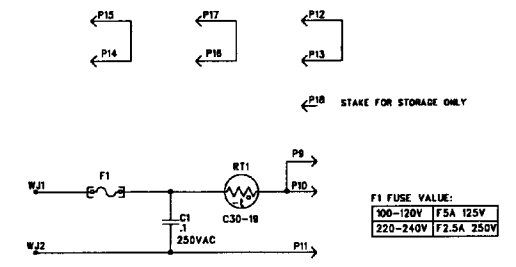 P15 P17 P12
P14 P16 P13
P18 STAKE FOR STORAGE ONLY
P9
F1 RT1
WJ1 P10
-t°
C30-19
C1
.1
250VAC
WJ2 P11
F1 FUSE VALUE:
100-120V F5A 125V
220-240V F2.5A 250V